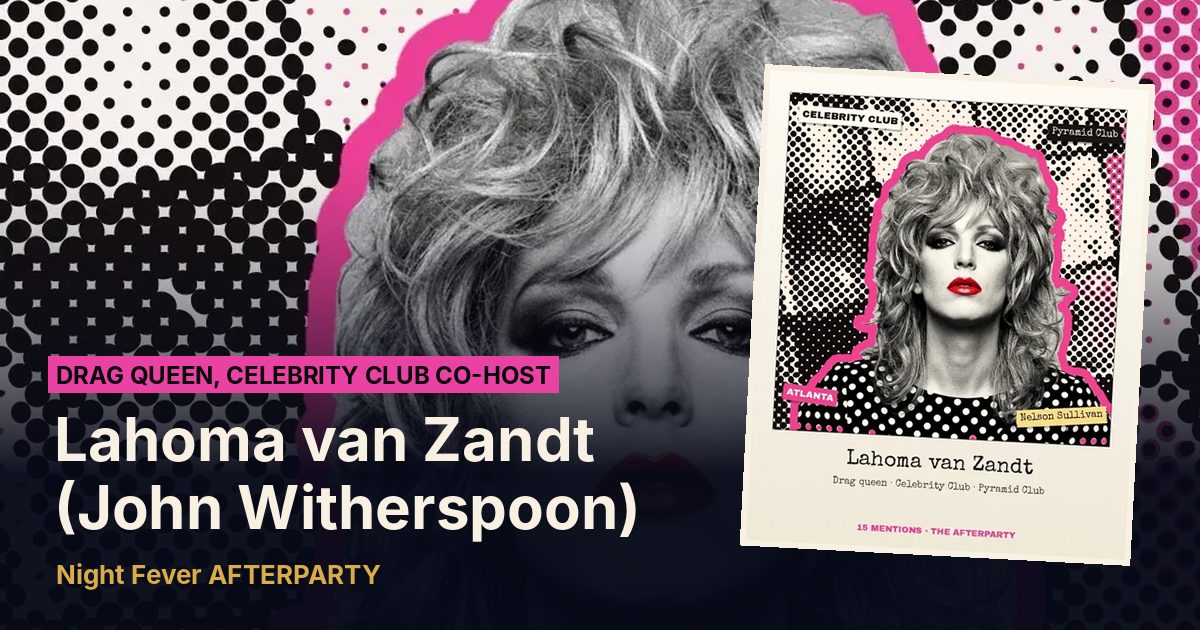 DRAG QUEEN, CELEBRITY CLUB CO-HOST
Lahoma van Zandt
(John Witherspoon)
Night Fever AFTERPARTY
CELEBRITY CLUB
Pyramid Club
ATLANTA
Nelson Sullivan
Lahoma van Zandt
Drag queen · Celebrity Club · Pyramid Club
15 MENTIONS · THE AFTERPARTY